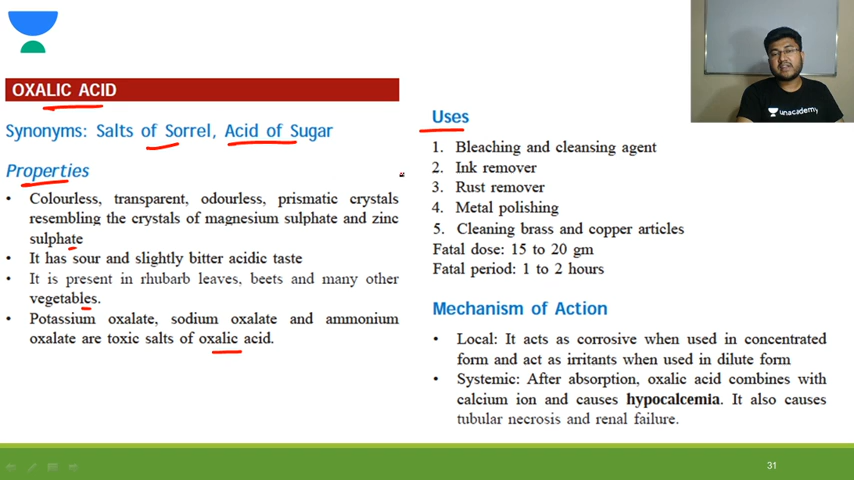 OXALIC ACID
Synonyms: Salts of Sorrel, Acid of Sugar
Properties
• Colourless, transparent, odourless, prismatic crystals
resembling the crystals of magnesium sulphate and zinc
sulphate
• It has sour and slightly bitter acidic taste
• It is present in rhubarb leaves, beets and many other
vegetables.
• Potassium oxalate, sodium oxalate and ammonium
oxalate are toxic salts of oxalic acid.
Uses
1. Bleaching and cleansing agent
2. Ink remover
3. Rust remover
4. Metal polishing
5. Cleaning brass and copper articles
Fatal dose: 15 to 20 gm
Fatal period: 1 to 2 hours
Mechanism of Action
• Local: It acts as corrosive when used in concentrated
form and act as irritants when used in dilute form
• Systemic: After absorption, oxalic acid combines with
calcium ion and causes hypocalcemia. It also causes
tubular necrosis and renal failure.
unacademy
31